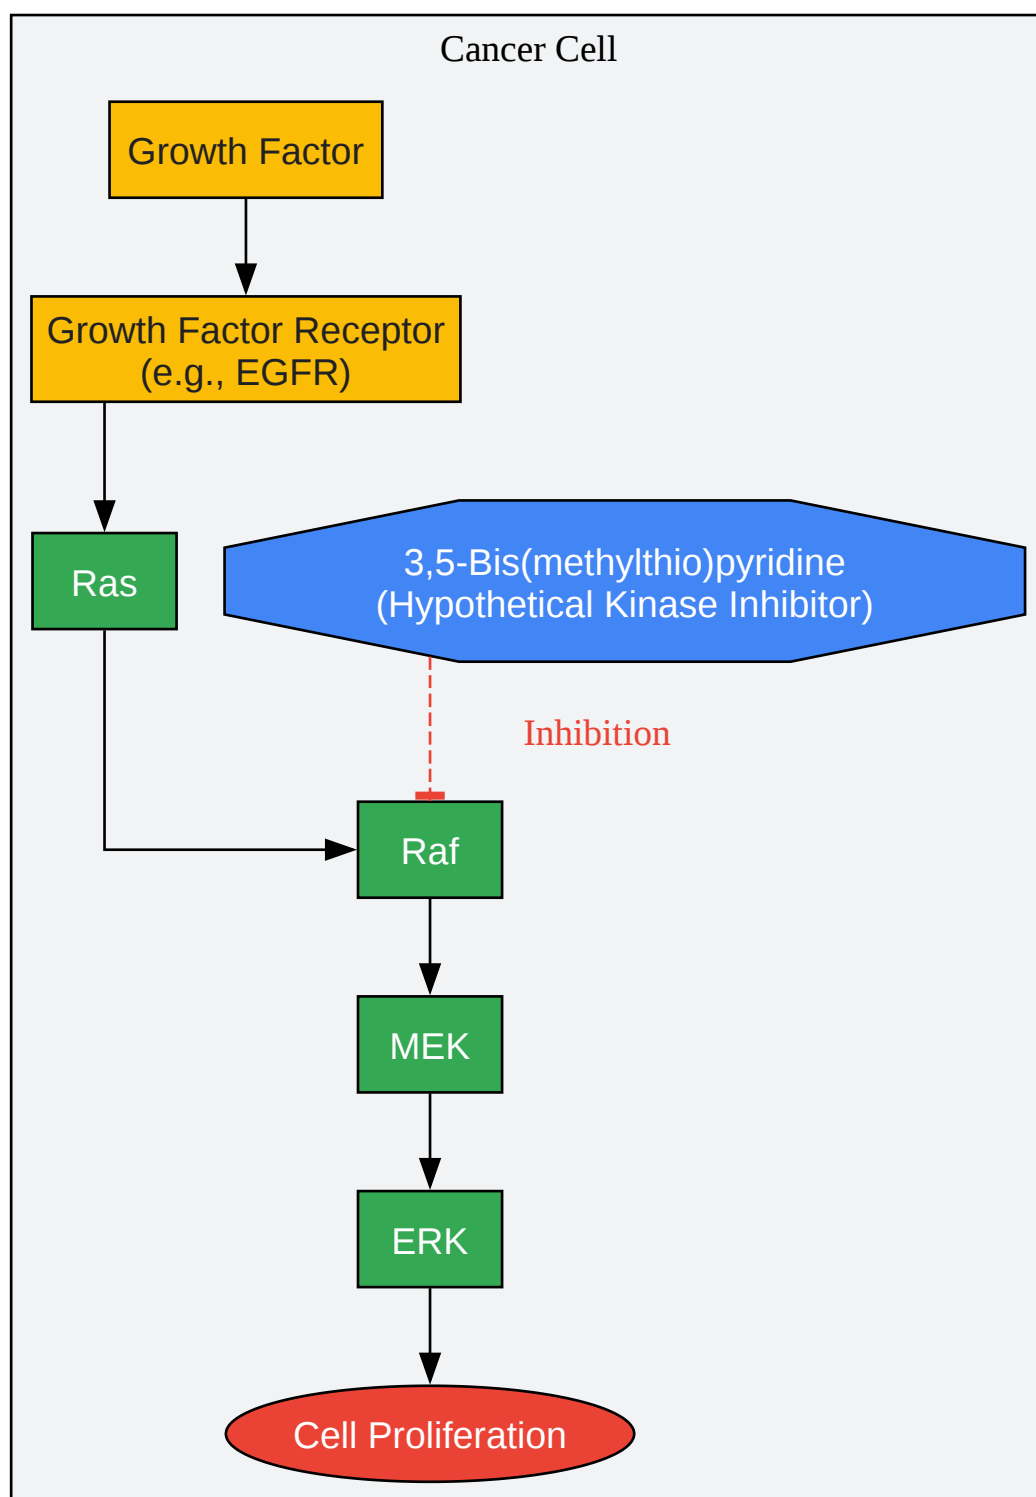 Cancer Cell
Growth Factor
Growth Factor Receptor
(e.g., EGFR)
Ras
3,5-Bis(methylthio)pyridine
(Hypothetical Kinase Inhibitor)
Inhibition
Raf
MEK
ERK
Cell Proliferation